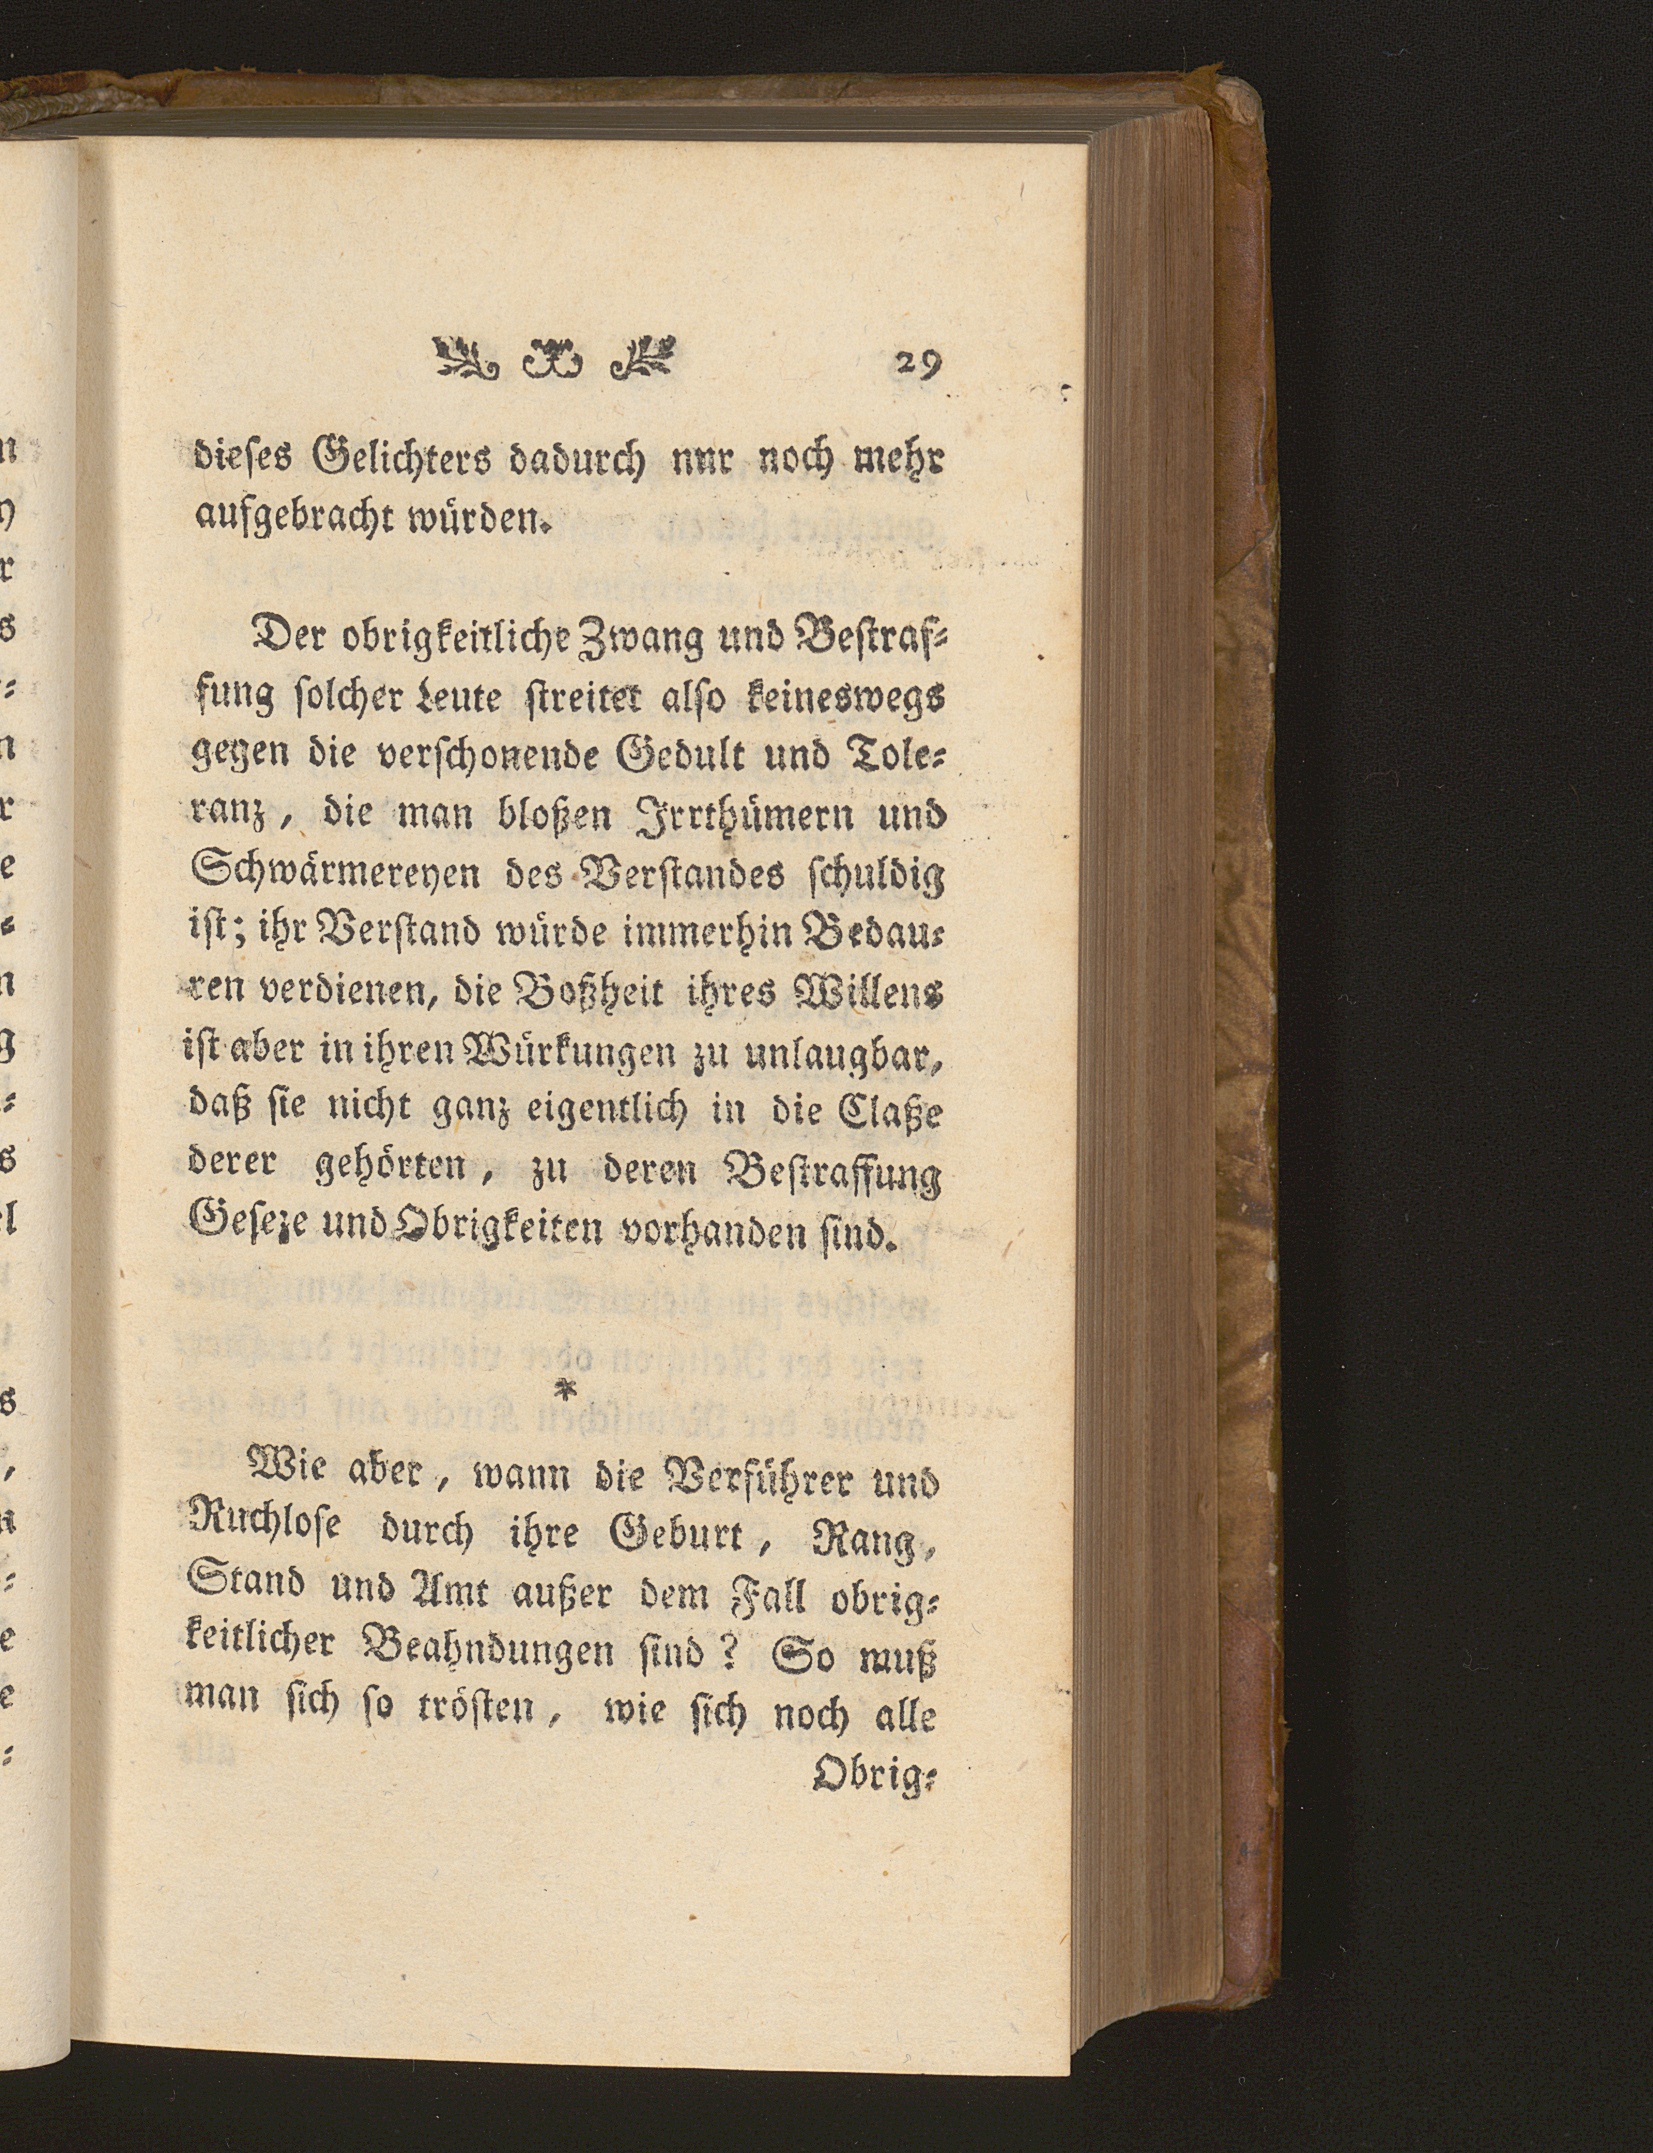 29
dieſes Gelichters dadurch nur noch mehr
aufgebracht würden.
Der obrigkeitliche Zwang und Beſtraf⸗
fung ſolcher Leute ſtreitet alſo keineswegs
gegen die verſchonende Gedult und Tole⸗
ranz, die man bloßen Irrthümern und
Schwärmereyen des Verſtandes ſchuldig
iſt; ihr Verſtand würde immerhin Bedau⸗
ren verdienen, die Boßheit ihres Willens
iſt aber in ihren Würkungen zu unlaugbar,
daß ſie nicht ganz eigentlich in die Claße
derer gehörten, zu deren Beſtraffung
Geſeze und Obrigkeiten vorhanden ſind.
*
Wie aber, wann die Verführer und
Ruchloſe durch ihre Geburt, Rang,
Stand und Amt außer dem Fall obrig⸗
keitlicher Beahndungen ſind? So muß
man ſich ſo tröſten, wie ſich noch alle
Obrig⸗